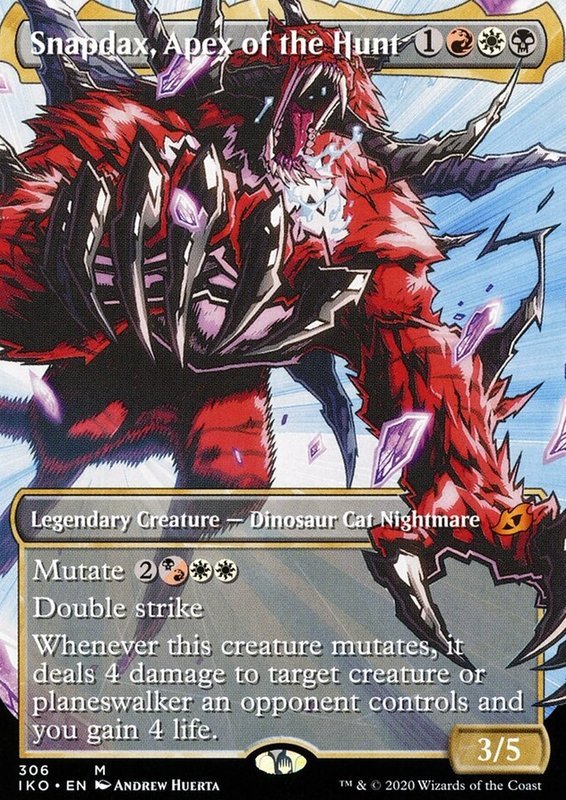 Snapdax, Apex of the Hunt 1
Legendary Creature — Dinosaur Cat Nightmare
Mutate 2
Double strike
Whenever this creature mutates, it
deals 4 damage to target creature or
planeswalker an opponent controls and
you gain 4 life.
3/5
306 M
IKO • EN ANDREW HUERTA
™ & © 2020 Wizards of the Coast